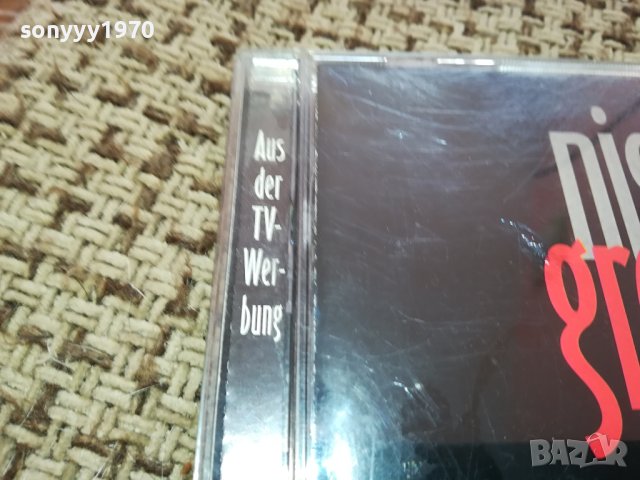 sonyyy1970
Aus
der
TV-
Wer-
bung
BAZAR